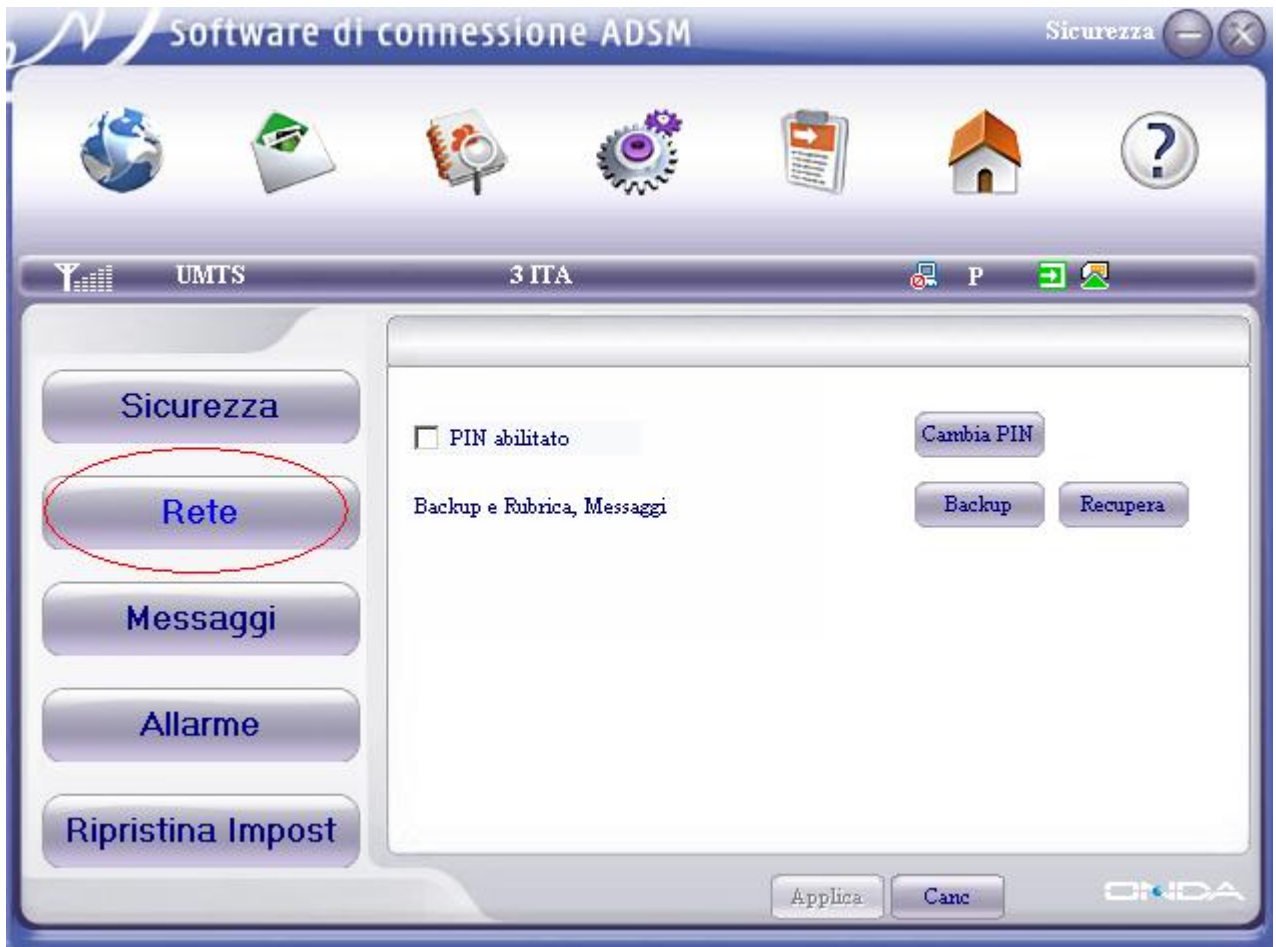 Software di connessione ADSM
Sicurezza
?
UMTS
3 ITA
P
Sicurezza
PIN abilitato
Cambia PIN
Rete
Backup e Rubrica, Messaggi
Backup
Recupera
Messaggi
Allarme
Ripristina Impost
Applica
Canc
ONDA